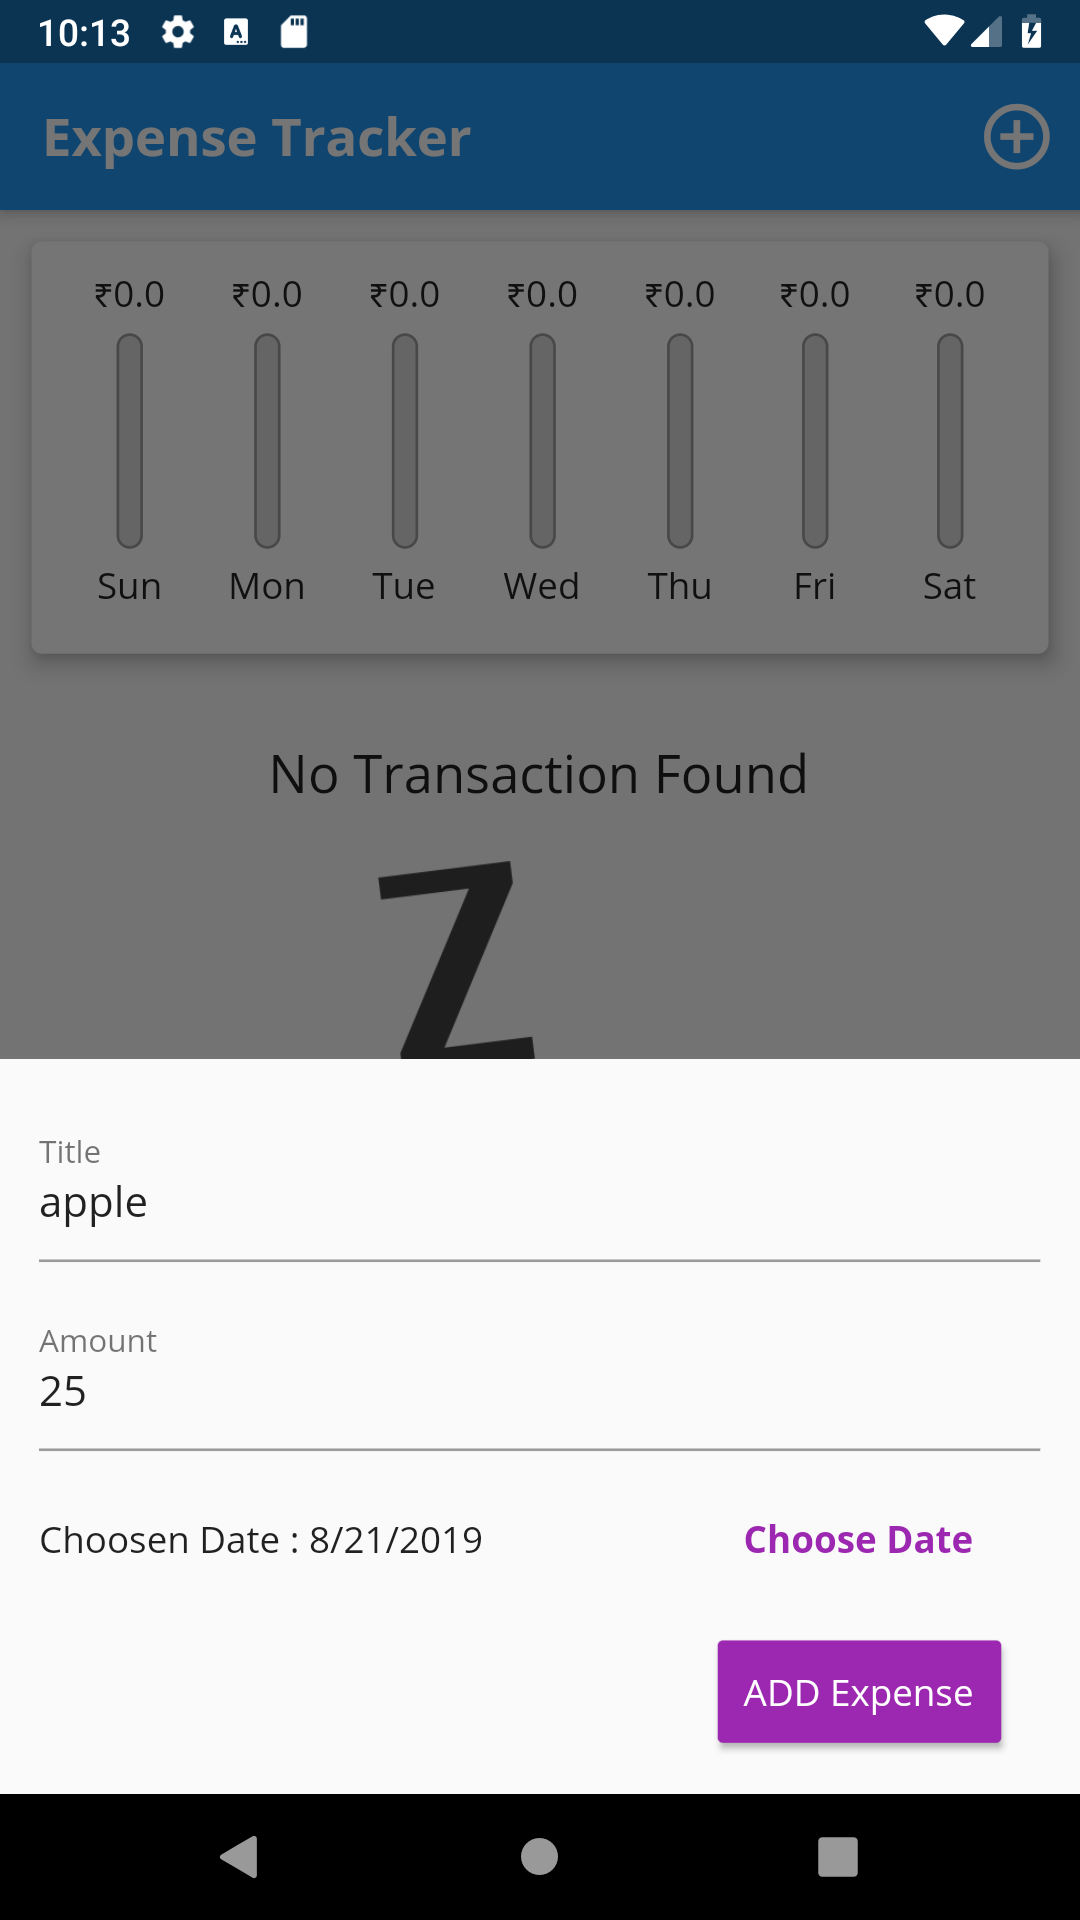 10:13
Expense Tracker
₹0.0 ₹0.0 ₹0.0 ₹0.0 ₹0.0 ₹0.0 ₹0.0
Sun Mon Tue Wed Thu Fri Sat
No Transaction Found
Z
Title
apple
Amount
25
Choosen Date : 8/21/2019 Choose Date
ADD Expense